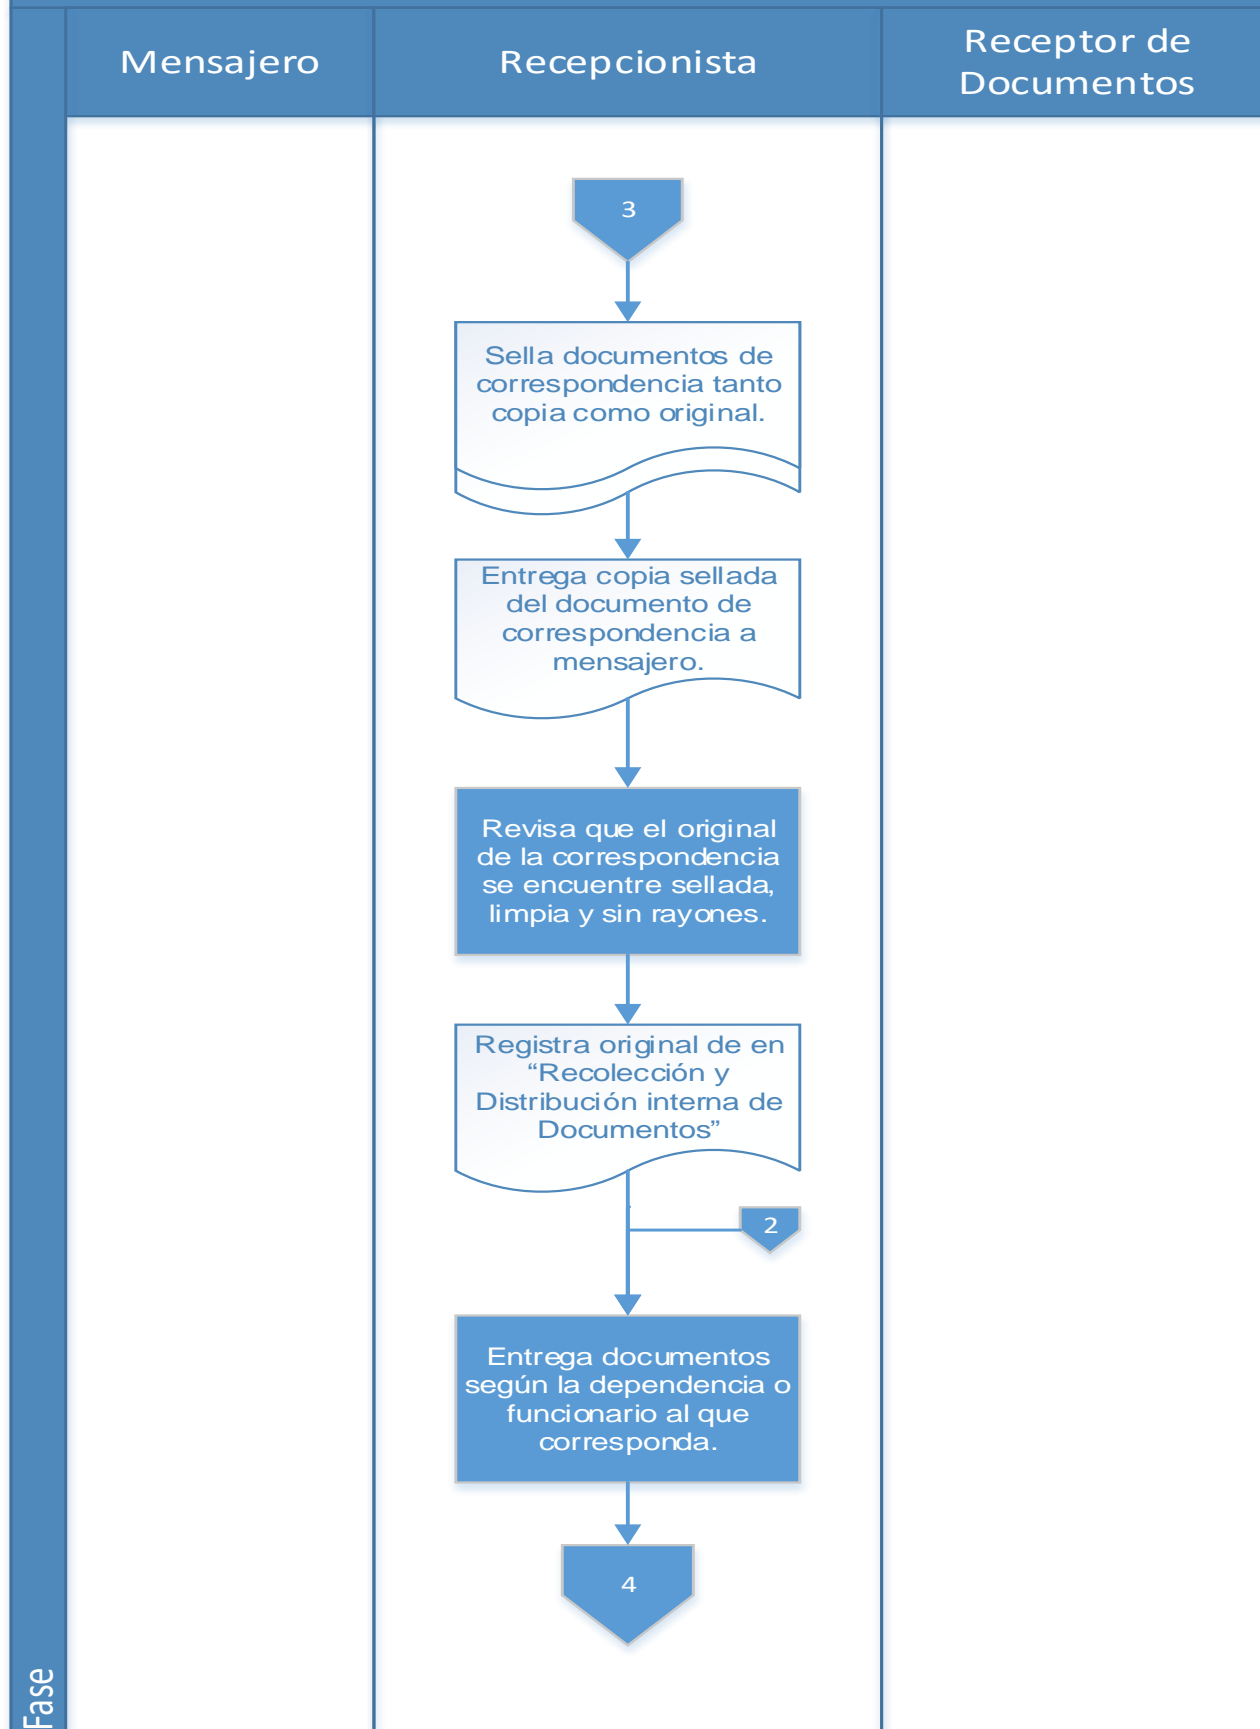 Mensajero
Recepcionista
Receptor de
Documentos
3
Sella documentos de
correspondencia tanto
copia como original.
Entrega copia sellada
del documento de
correspondencia a
mensajero.
Revisa que el original
de la correspondencia
se encuentre sellada,
limpia y sin rayones.
Registra original de en
“Recolección y
Distribución interna de
Documentos”
2
Entrega documentos
según la dependencia o
funcionario al que
corresponda.
4
Fase